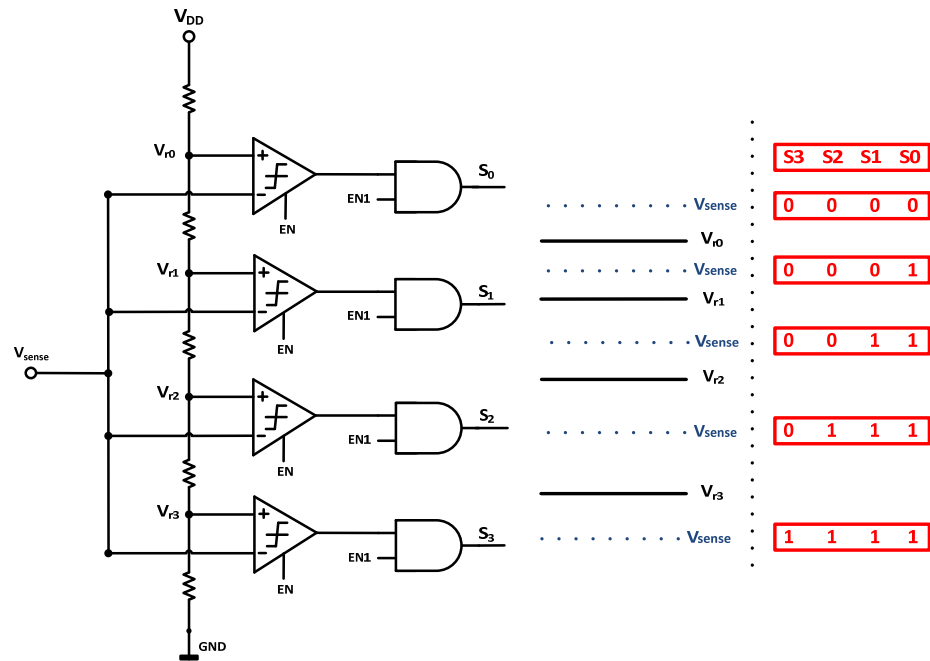 VDD
Vr0
EN
EN1
S0
Vr1
EN
EN1
S1
Vsense
Vr2
EN
EN1
S2
Vr3
EN
EN1
S3
GND
Vsense
Vr0
Vsense
Vr1
Vsense
Vr2
Vsense
Vr3
Vsense
S3 S2 S1 S0
0 0 0 0
0 0 0 1
0 0 1 1
0 1 1 1
1 1 1 1